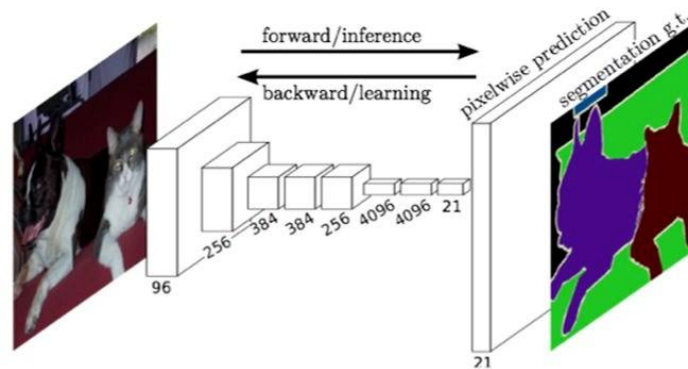 forward/inference
backward/learning
pixelwise prediction
segmentation g.t.
96
256
384
384
256
4096
4096
21
21